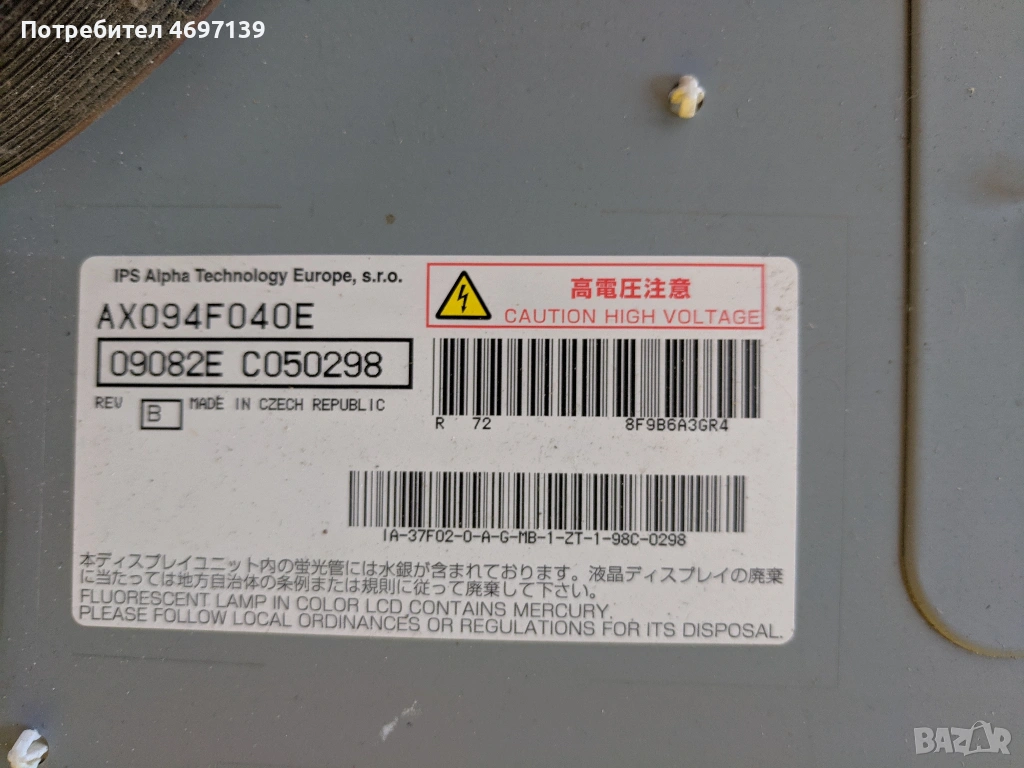 Потребител 4697139
IPS Alpha Technology Europe, s.r.o.
AX094F040E
09082E C050298
REV B MADE IN CZECH REPUBLIC
高電圧注意
CAUTION HIGH VOLTAGE
R 72 8F9B6A3GR4
IA-37F02-0-A-G-MB-1-ZT-1-98C-0298
本ディスプレイユニット内の蛍光管には水銀が含まれております。液晶ディスプレイの廃棄
に当たっては地方自治体の条例または規則に従って廃棄して下さい。
FLUORESCENT LAMP IN COLOR LCD CONTAINS MERCURY.
PLEASE FOLLOW LOCAL ORDINANCES OR REGULATIONS FOR ITS DISPOSAL.
BAZAR